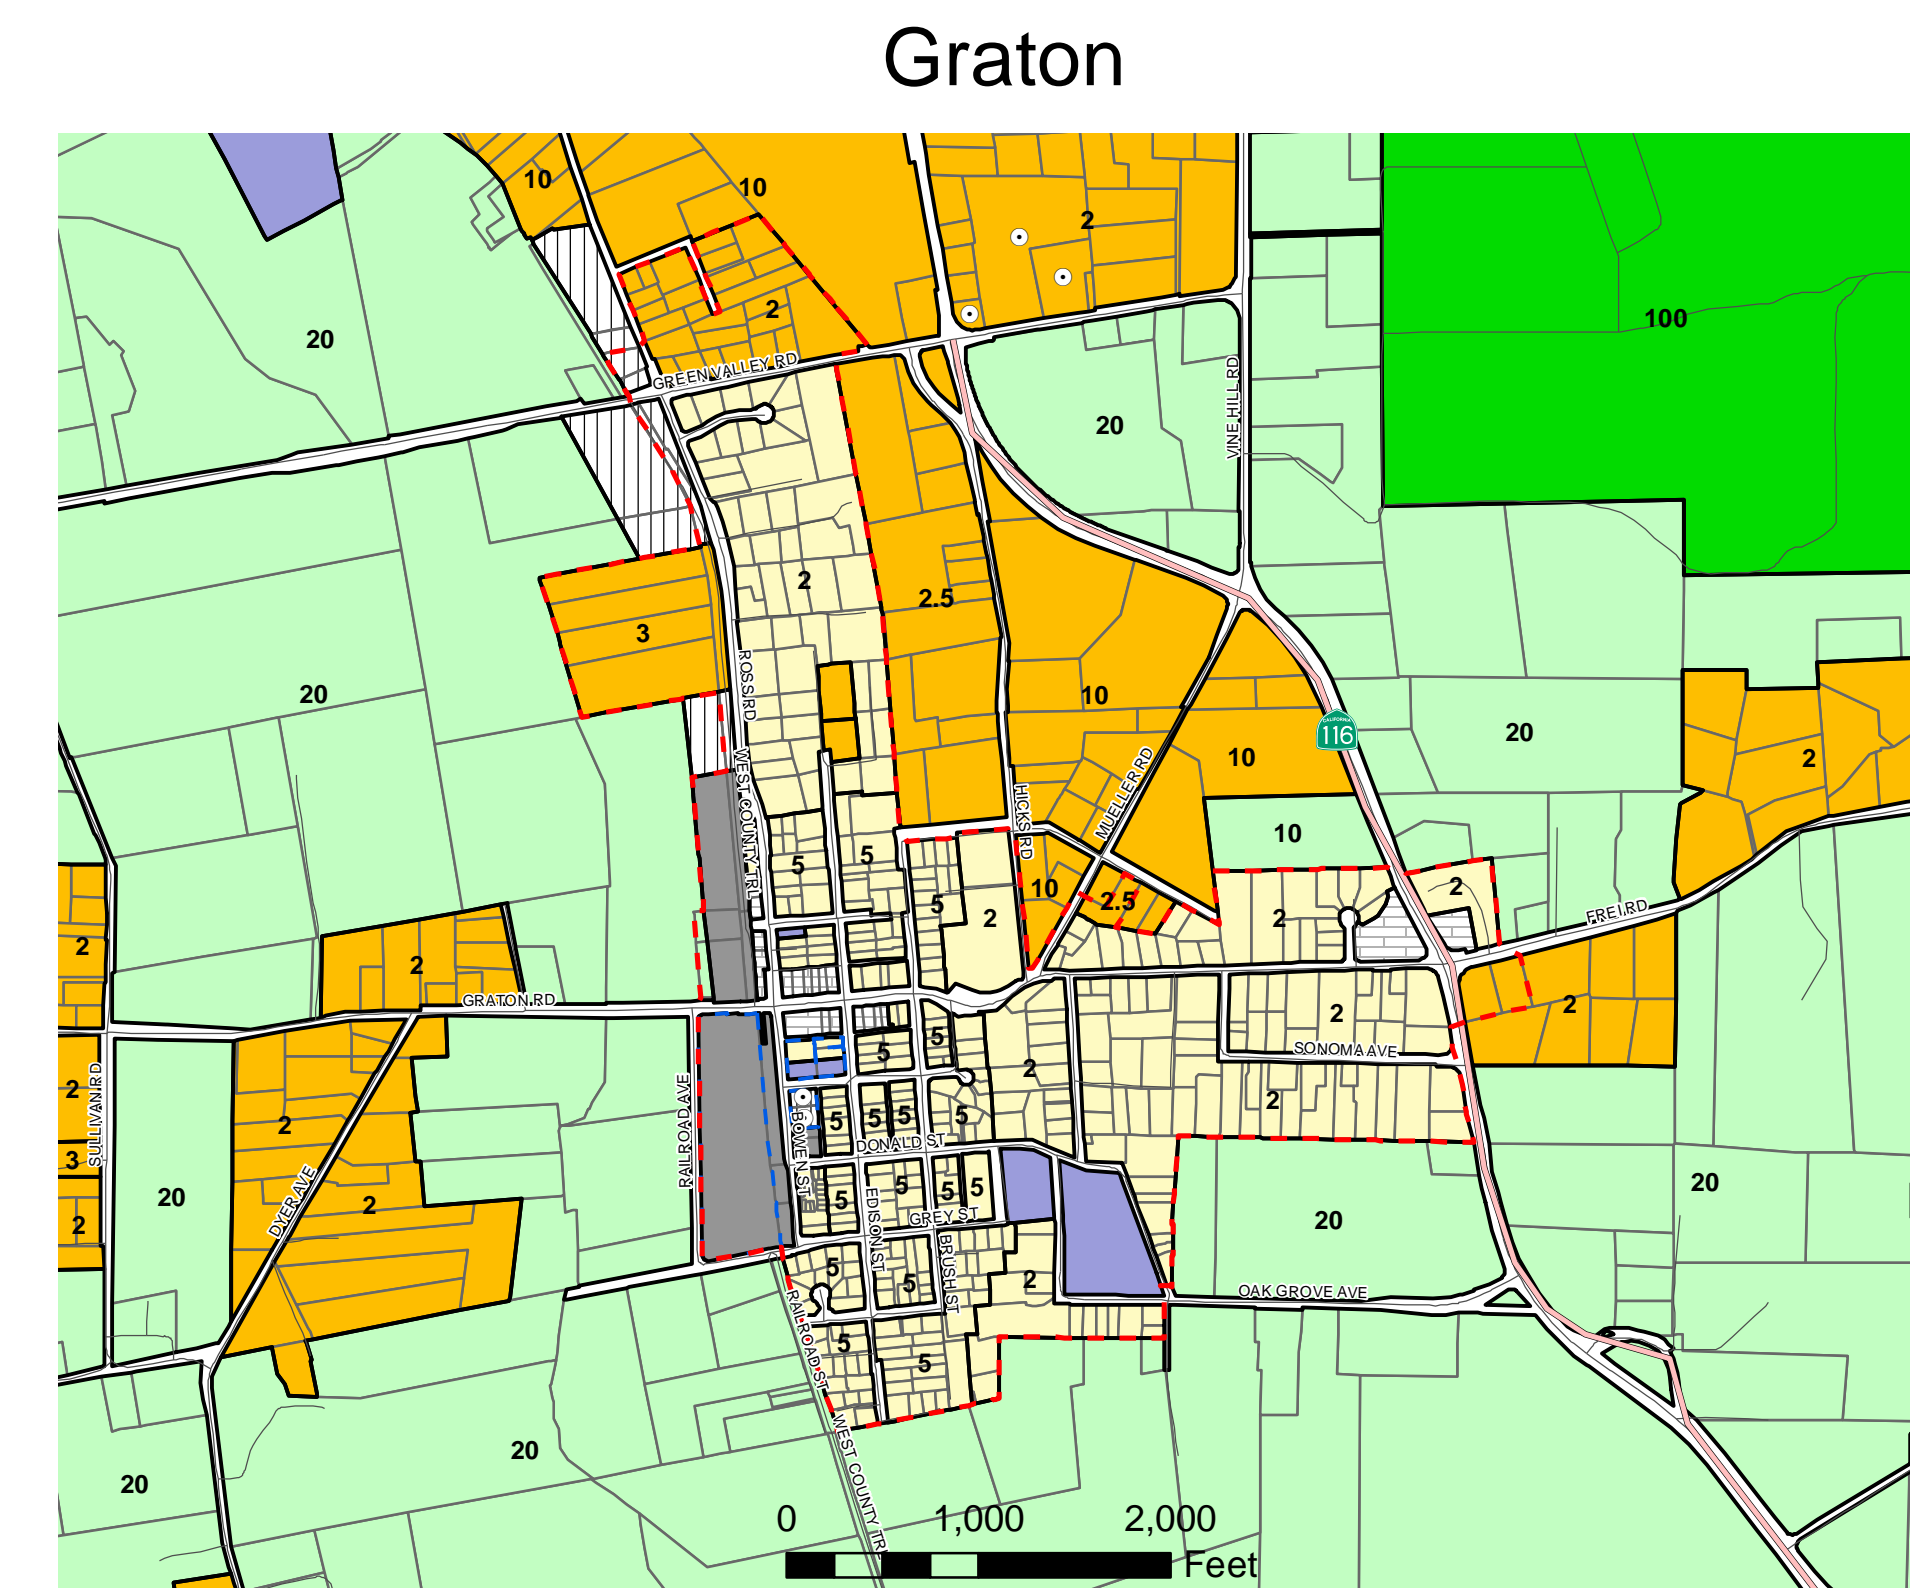 Graton
10
10
2
2
20
100
GREEN VALLEY RD
VINE HILL RD
20
2
2.5
3
ROSS RD
20
10
CALIFORNIA
116
20
10
2
WEST COUNTY TRL
HICKS RD
MUELLER RD
10
5
5
10
2.5
5
2
2
2
FREI RD
2
2
GRATON RD
2
2
5
5
2
SONOMA AVE
2
SULLIVAN RD
2
2
RAILROAD AVE
BOWEN ST
5
5
5
5
DONALD ST
3
20
DYER AVE
2
2
5
5
5
5
EDISON ST
GREY ST
BRUSH ST
20
20
5
5
2
OAK GROVE AVE
RAILROAD ST
5
5
20
20
WEST COUNTY TRL
0
1,000
2,000
Feet